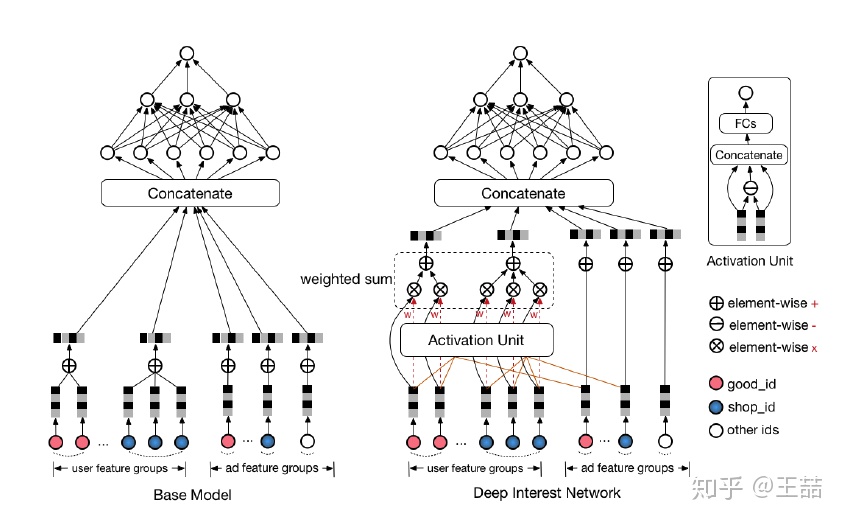 Concatenate
... ... ...
user feature groups
ad feature groups
Base Model
Concatenate
weighted sum
w w w w w
Activation Unit
... ... ...
user feature groups
ad feature groups
Deep Interest Network
FCs
Concatenate
Activation Unit
element-wise +
element-wise -
element-wise x
good_id
shop_id
other ids
知乎 @王喆